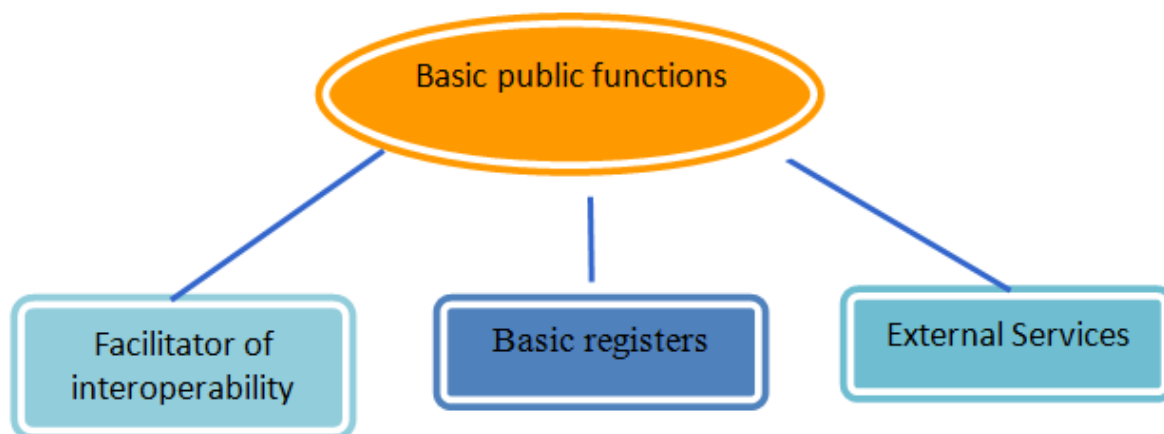 Basic public functions
Facilitator of
interoperability
Basic registers
External Services